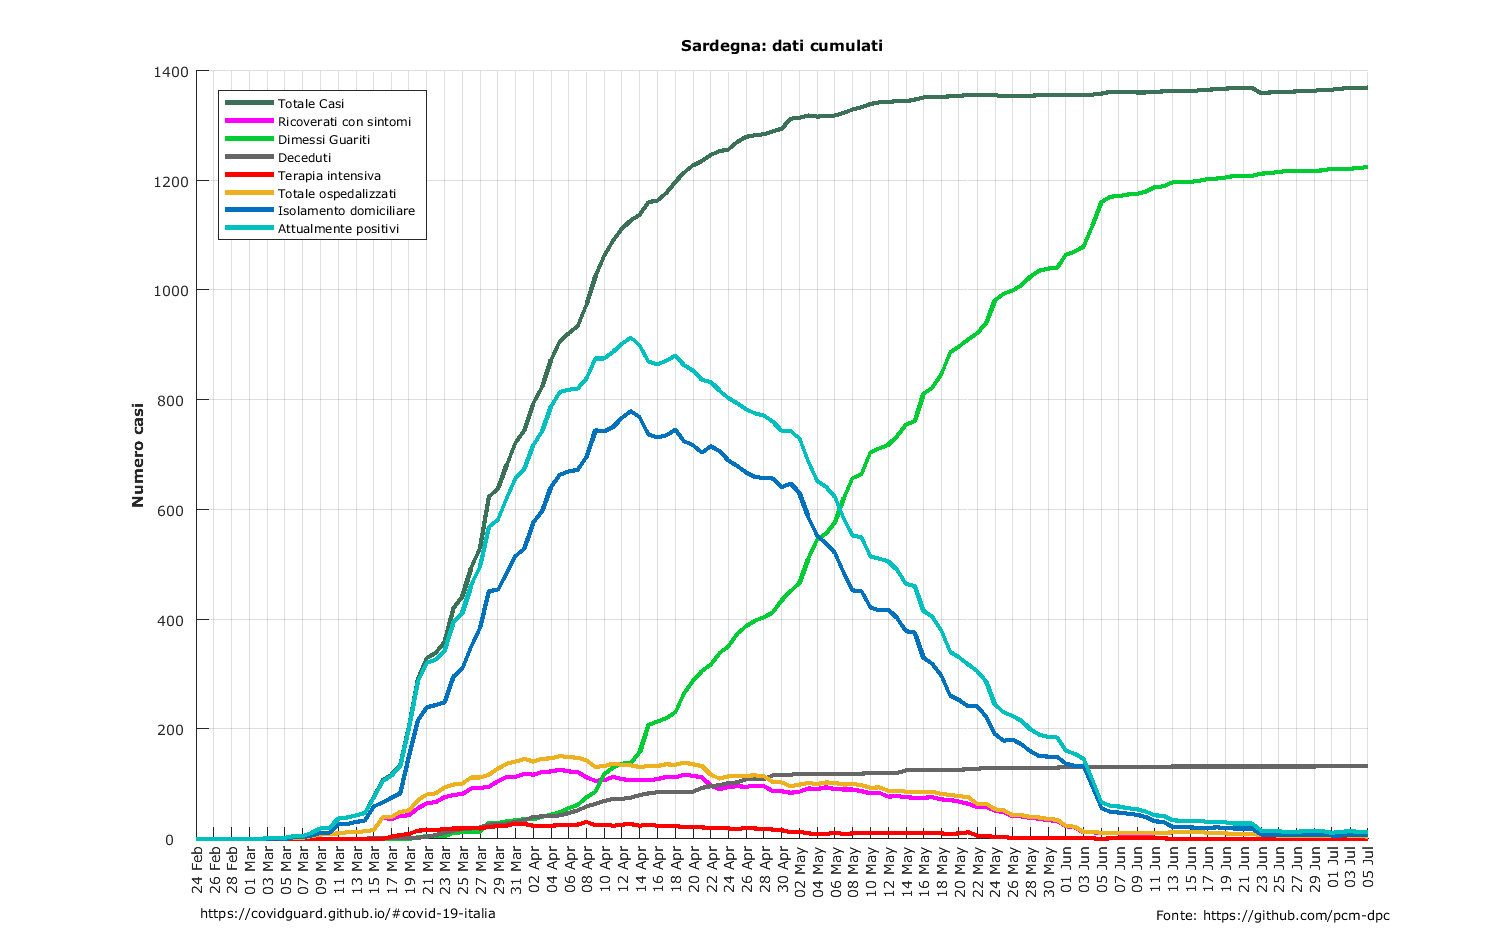 Sardegna: dati cumulati
1400
1200
1000
800
600
400
200
0
Numero casi
Totale Casi
Ricoverati con sintomi
Dimessi Guariti
Deceduti
Terapia intensiva
Totale ospedalizzati
Isolamento domiciliare
Attualmente positivi
24 Feb
26 Feb
28 Feb
01 Mar
03 Mar
05 Mar
07 Mar
09 Mar
11 Mar
13 Mar
15 Mar
17 Mar
19 Mar
21 Mar
23 Mar
25 Mar
27 Mar
29 Mar
31 Mar
02 Apr
04 Apr
06 Apr
08 Apr
10 Apr
12 Apr
14 Apr
16 Apr
18 Apr
20 Apr
22 Apr
24 Apr
26 Apr
28 Apr
30 Apr
02 May
04 May
06 May
08 May
10 May
12 May
14 May
16 May
18 May
20 May
22 May
24 May
26 May
28 May
30 May
01 Jun
03 Jun
05 Jun
07 Jun
09 Jun
11 Jun
13 Jun
15 Jun
17 Jun
19 Jun
21 Jun
23 Jun
25 Jun
27 Jun
29 Jun
01 Jul
03 Jul
05 Jul
https://covidguard.github.io/#covid-19-italia
Fonte: https://github.com/pcm-dpc